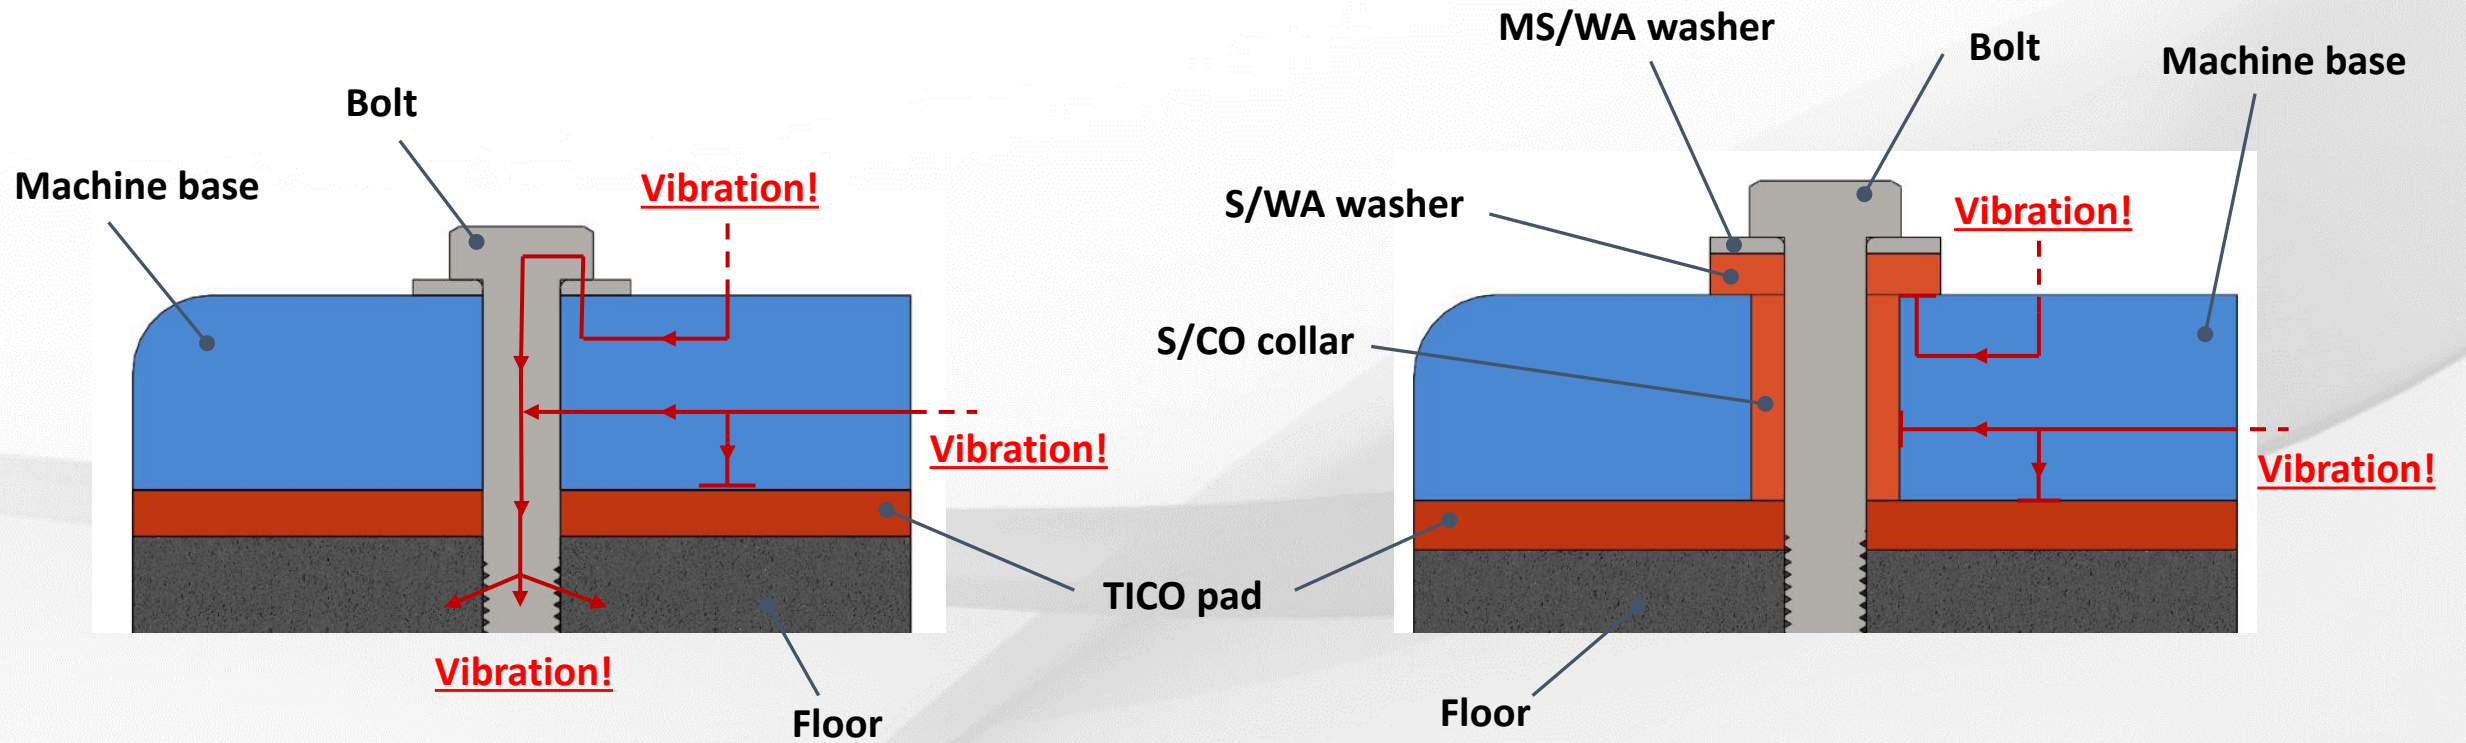 MS/WA washer
Bolt
Machine base
Bolt
Machine base
Vibration!
S/WA washer
Vibration!
S/CO collar
Vibration!
Vibration!
TICO pad
Vibration!
Floor
Floor